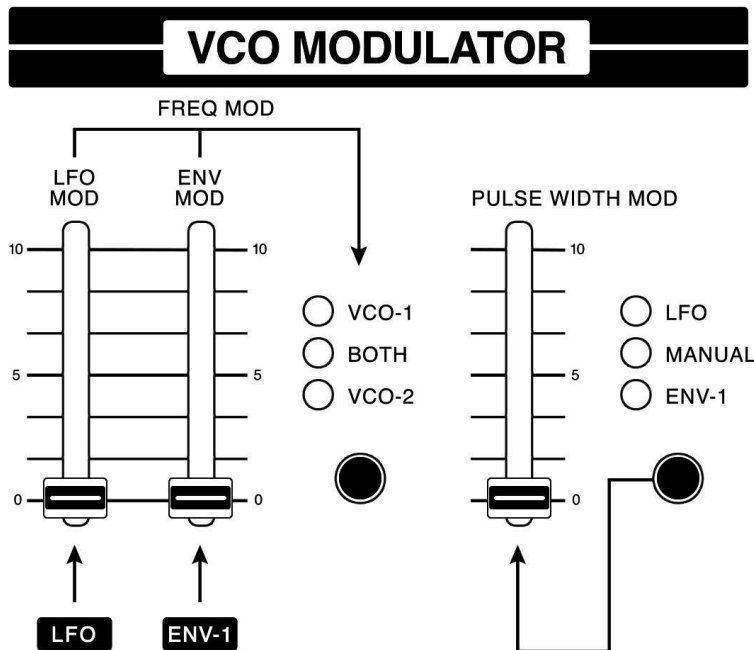 VCO MODULATOR
FREQ MOD
LFO
MOD
ENV
MOD
PULSE WIDTH MOD
10
10
10
VCO-1
LFO
BOTH
MANUAL
5
5
5
VCO-2
ENV-1
0
0
0
LFO
ENV-1